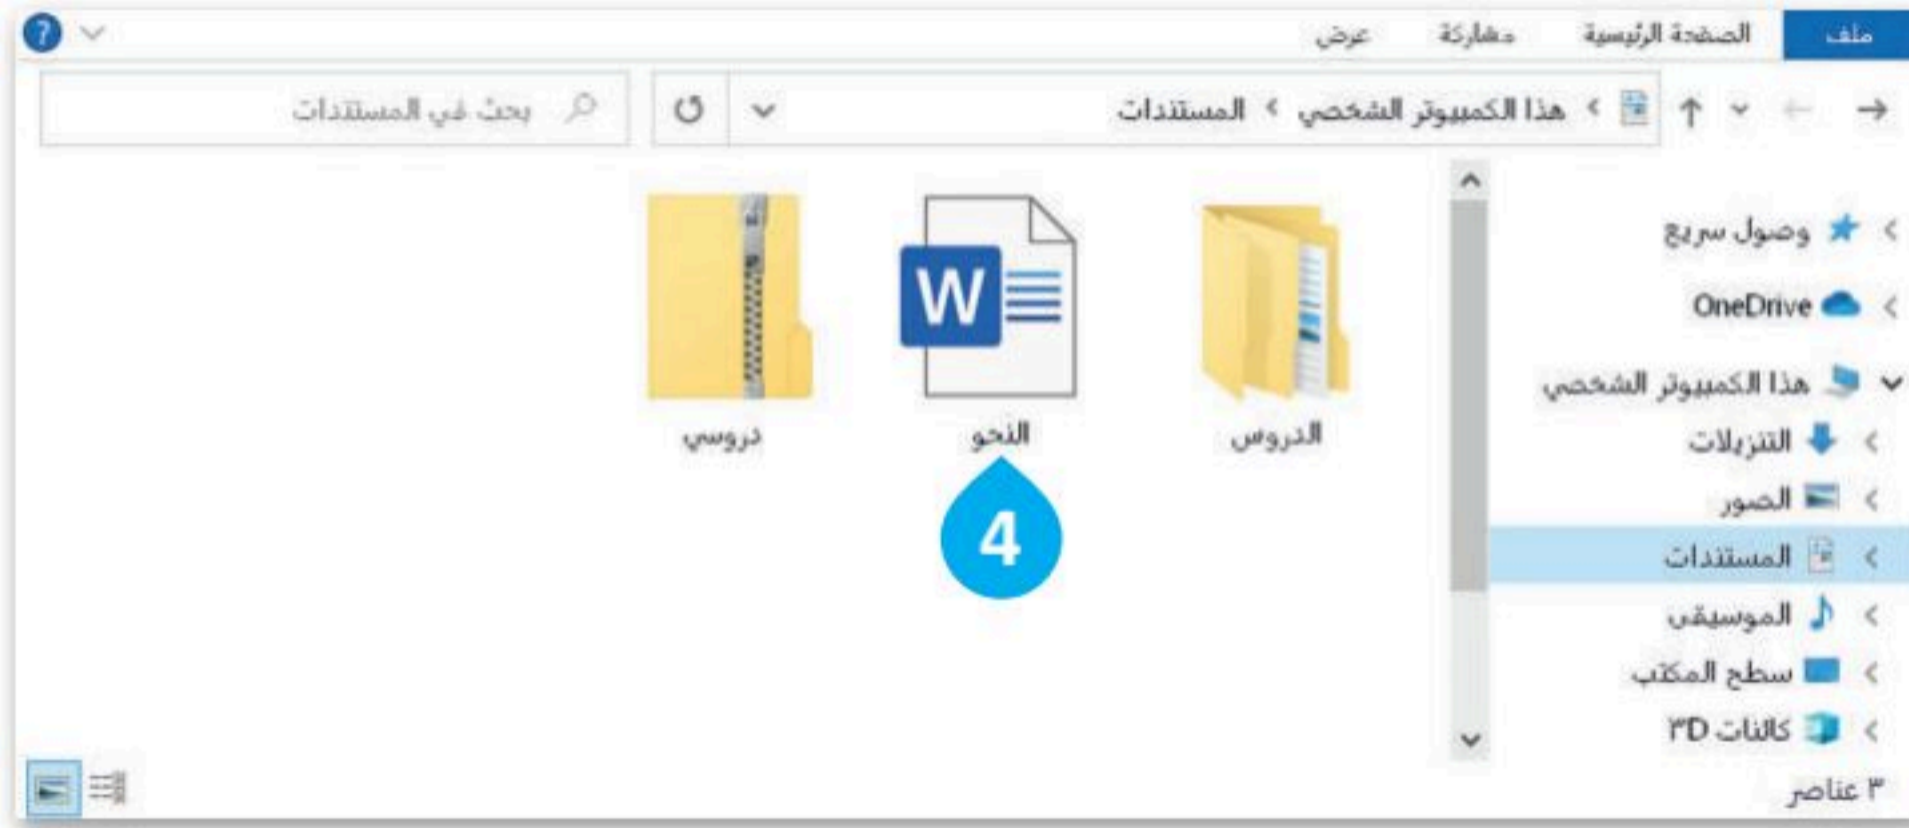 ملف الصفحة الرئيسية مشاركة عرض ?
هذا الكمبيوتر الشخصي › المستندات بحث في المستندات
وصول سريع
OneDrive
هذا الكمبيوتر الشخصي
التنزيلات
الصور
المستندات
الموسيقى
سطح المكتب
كائنات ٣D
الدروس النحو دروسي
W
4
٣ عناصر